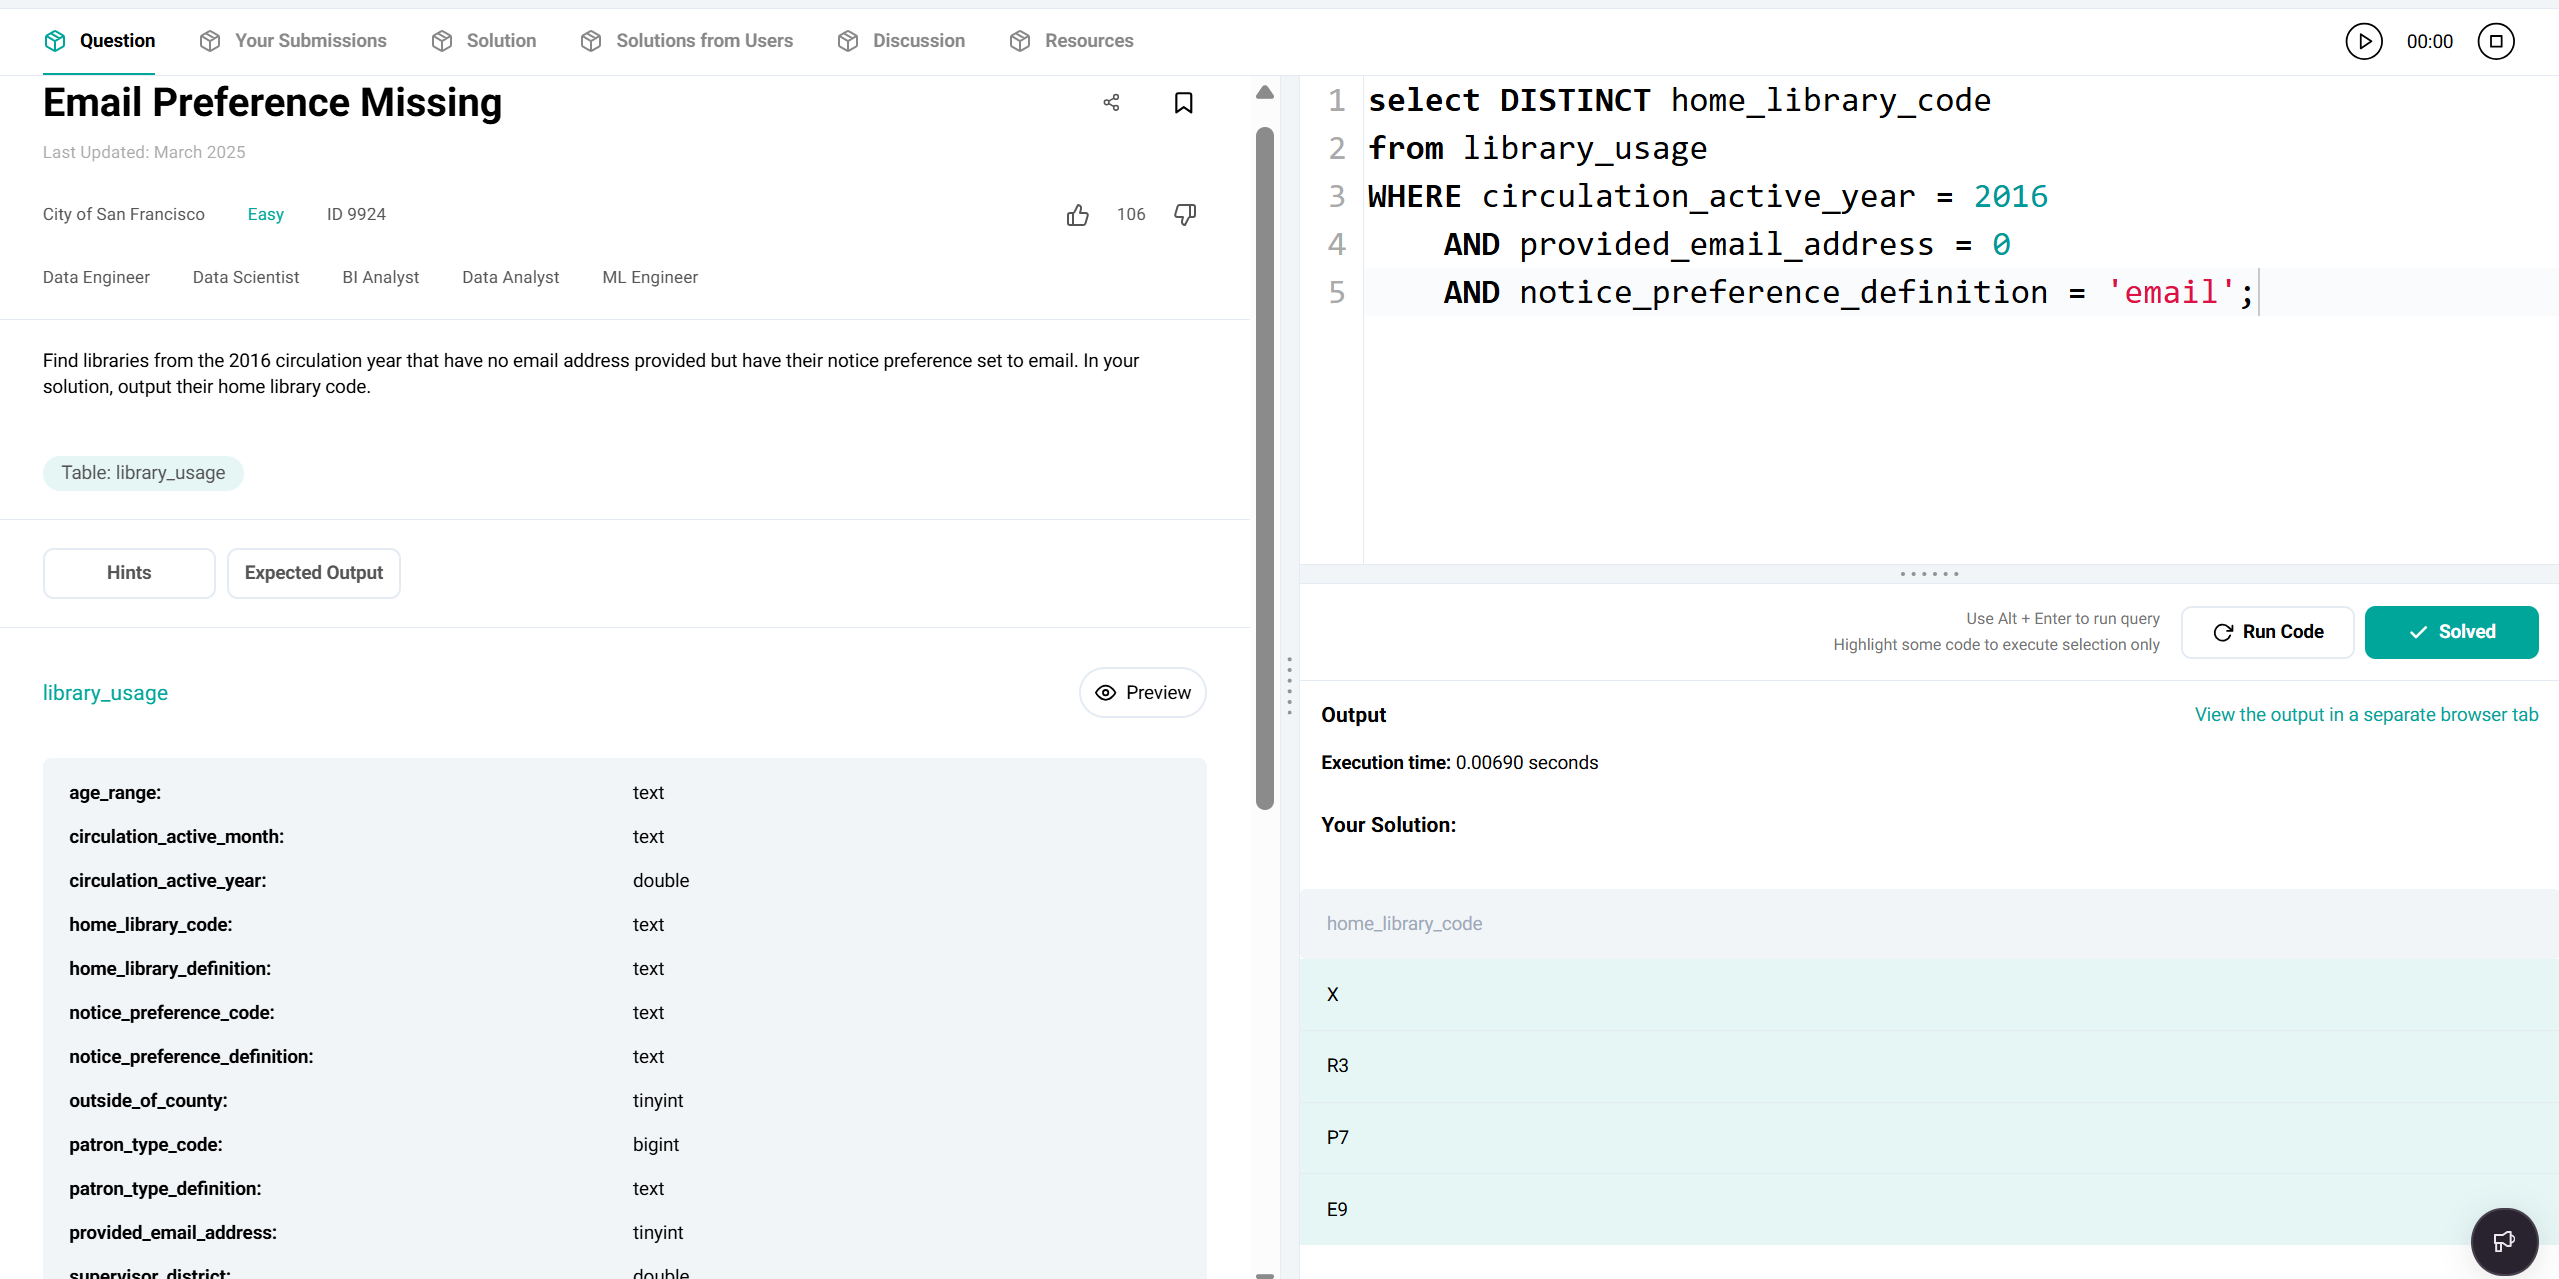 Question
Your Submissions
Solution
Solutions from Users
Discussion
Resources
00:00
Email Preference Missing
Last Updated: March 2025
City of San Francisco
Easy
ID 9924
106
Data Engineer
Data Scientist
BI Analyst
Data Analyst
ML Engineer
Find libraries from the 2016 circulation year that have no email address provided but have their notice preference set to email. In your
solution, output their home library code.
Table: library_usage
Hints
Expected Output
library_usage
Preview
age_range: text
circulation_active_month: text
circulation_active_year: double
home_library_code: text
home_library_definition: text
notice_preference_code: text
notice_preference_definition: text
outside_of_county: tinyint
patron_type_code: bigint
patron_type_definition: text
provided_email_address: tinyint
supervisor_district: double
1 select DISTINCT home_library_code
2 from library_usage
3 WHERE circulation_active_year = 2016
4 AND provided_email_address = 0
5 AND notice_preference_definition = 'email';
Use Alt + Enter to run query
Highlight some code to execute selection only
Run Code
Solved
Output
View the output in a separate browser tab
Execution time: 0.00690 seconds
Your Solution:
home_library_code
X
R3
P7
E9